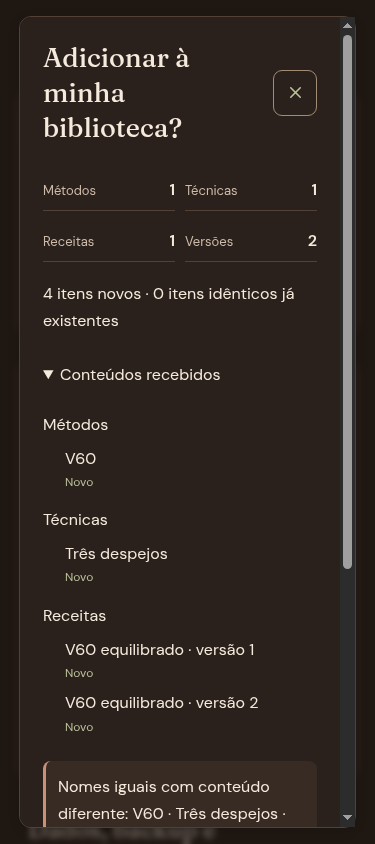 Adicionar à
minha
biblioteca?
Métodos 1 Técnicas 1
Receitas 1 Versões 2
4 itens novos · 0 itens idênticos já
existentes
▼ Conteúdos recebidos
Métodos
V60
Novo
Técnicas
Três despejos
Novo
Receitas
V60 equilibrado · versão 1
Novo
V60 equilibrado · versão 2
Novo
Nomes iguais com conteúdo
diferente: V60 · Três despejos ·